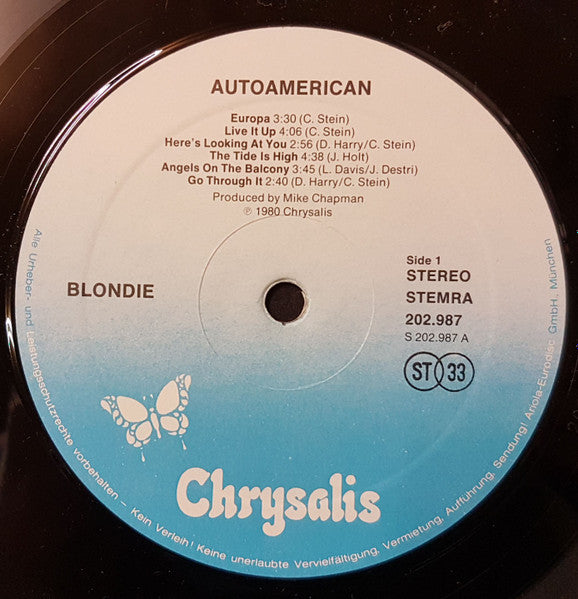 AUTOAMERICAN
Europa 3:30 (C. Stein)
Live It Up 4:06 (C. Stein)
Here's Looking At You 2:56 (D. Harry/C. Stein)
The Tide Is High 4:38 (J. Holt)
Angels On The Balcony 3:45 (L. Davis/J. Destri)
Go Through It 2:40 (D. Harry/C. Stein)
Produced by Mike Chapman
℗ 1980 Chrysalis
BLONDIE
Side 1
STEREO
STEMRA
202.987
S 202.987 A
ST 33
Chrysalis
Alle Urheber- und Leistungsschutzrechte vorbehalten – Kein Verleih! Keine unerlaubte Vervielfältigung, Vermietung, Aufführung, Sendung! Ariola-Eurodisc GmbH., München